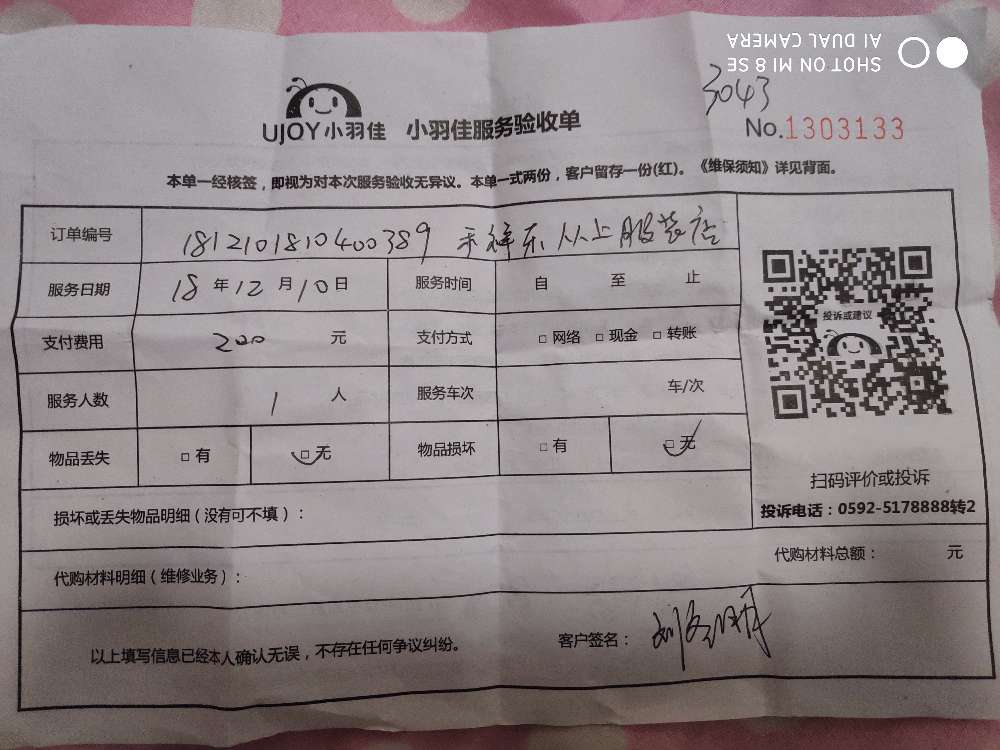 SHOT ON MI 8 SE
AI DUAL CAMERA
3043
UJOY小羽佳 小羽佳服务验收单
No.1303133
本单一经核签，即视为对本次服务验收无异议。本单一式两份，客户留存一份(红)。《维保须知》详见背面。
订单编号 181210181040038９ 从上服装店
服务日期 18年12月10日 服务时间 自 至 止
支付费用 200 元 支付方式 □网络 □现金 □转账
投诉或建议
服务人数 1 人 服务车次 车/次
物品丢失 □有 □无 物品损坏 □有 □无
扫码评价或投诉
投诉电话：0592-5178888转2
损坏或丢失物品明细（没有可不填）：
代购材料明细（维修业务）：
代购材料总额： 元
以上填写信息已经本人确认无误，不存在任何争议纠纷。
客户签名：